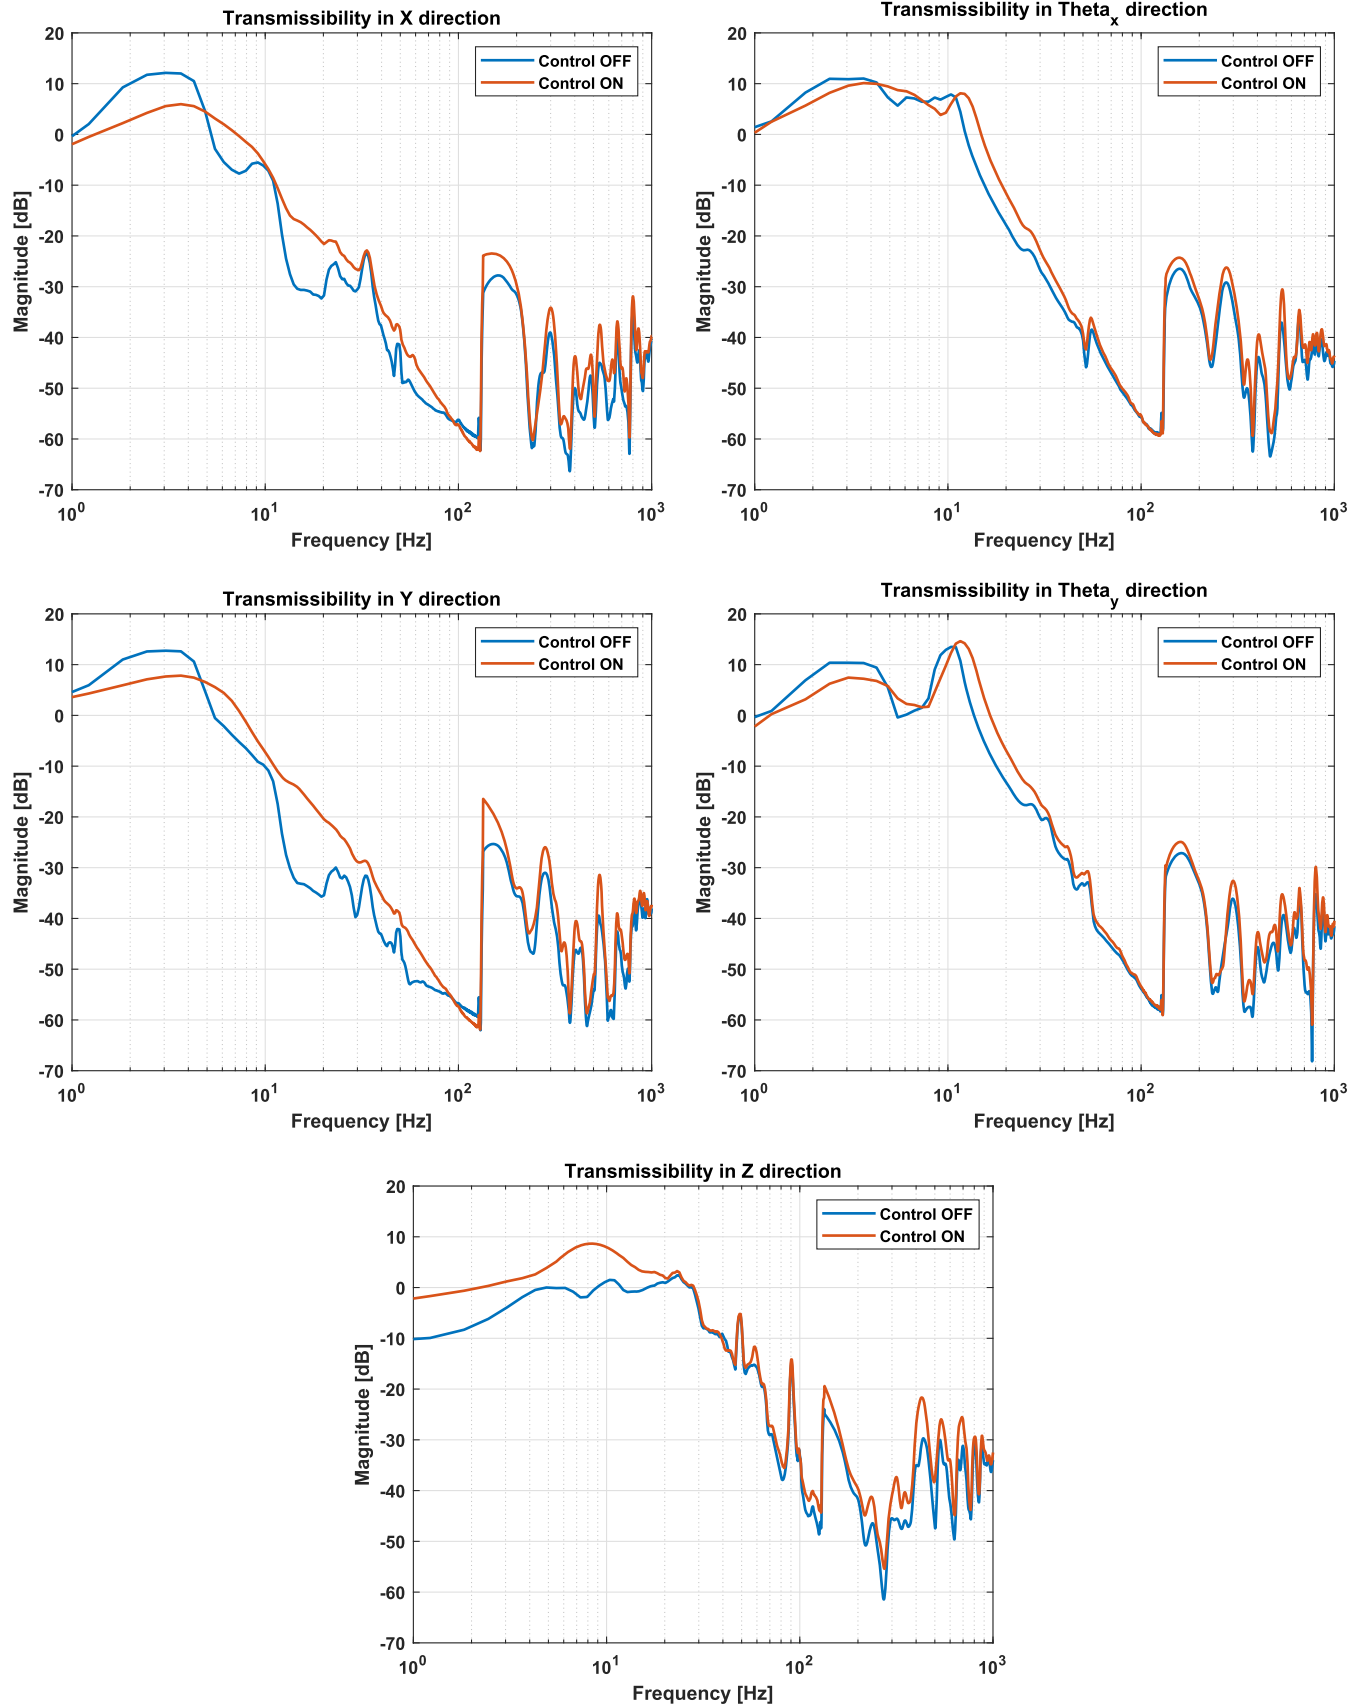 Transmissibility in X direction
20
10
0
-10
-20
-30
-40
-50
-60
-70
Magnitude [dB]
Control OFF
Control ON
10^0
10^1
10^2
10^3
Frequency [Hz]
Transmissibility in Theta_x direction
20
10
0
-10
-20
-30
-40
-50
-60
-70
Magnitude [dB]
Control OFF
Control ON
10^0
10^1
10^2
10^3
Frequency [Hz]
Transmissibility in Y direction
20
10
0
-10
-20
-30
-40
-50
-60
-70
Magnitude [dB]
Control OFF
Control ON
10^0
10^1
10^2
10^3
Frequency [Hz]
Transmissibility in Theta_y direction
20
10
0
-10
-20
-30
-40
-50
-60
-70
Magnitude [dB]
Control OFF
Control ON
10^0
10^1
10^2
10^3
Frequency [Hz]
Transmissibility in Z direction
20
10
0
-10
-20
-30
-40
-50
-60
-70
Magnitude [dB]
Control OFF
Control ON
10^0
10^1
10^2
10^3
Frequency [Hz]